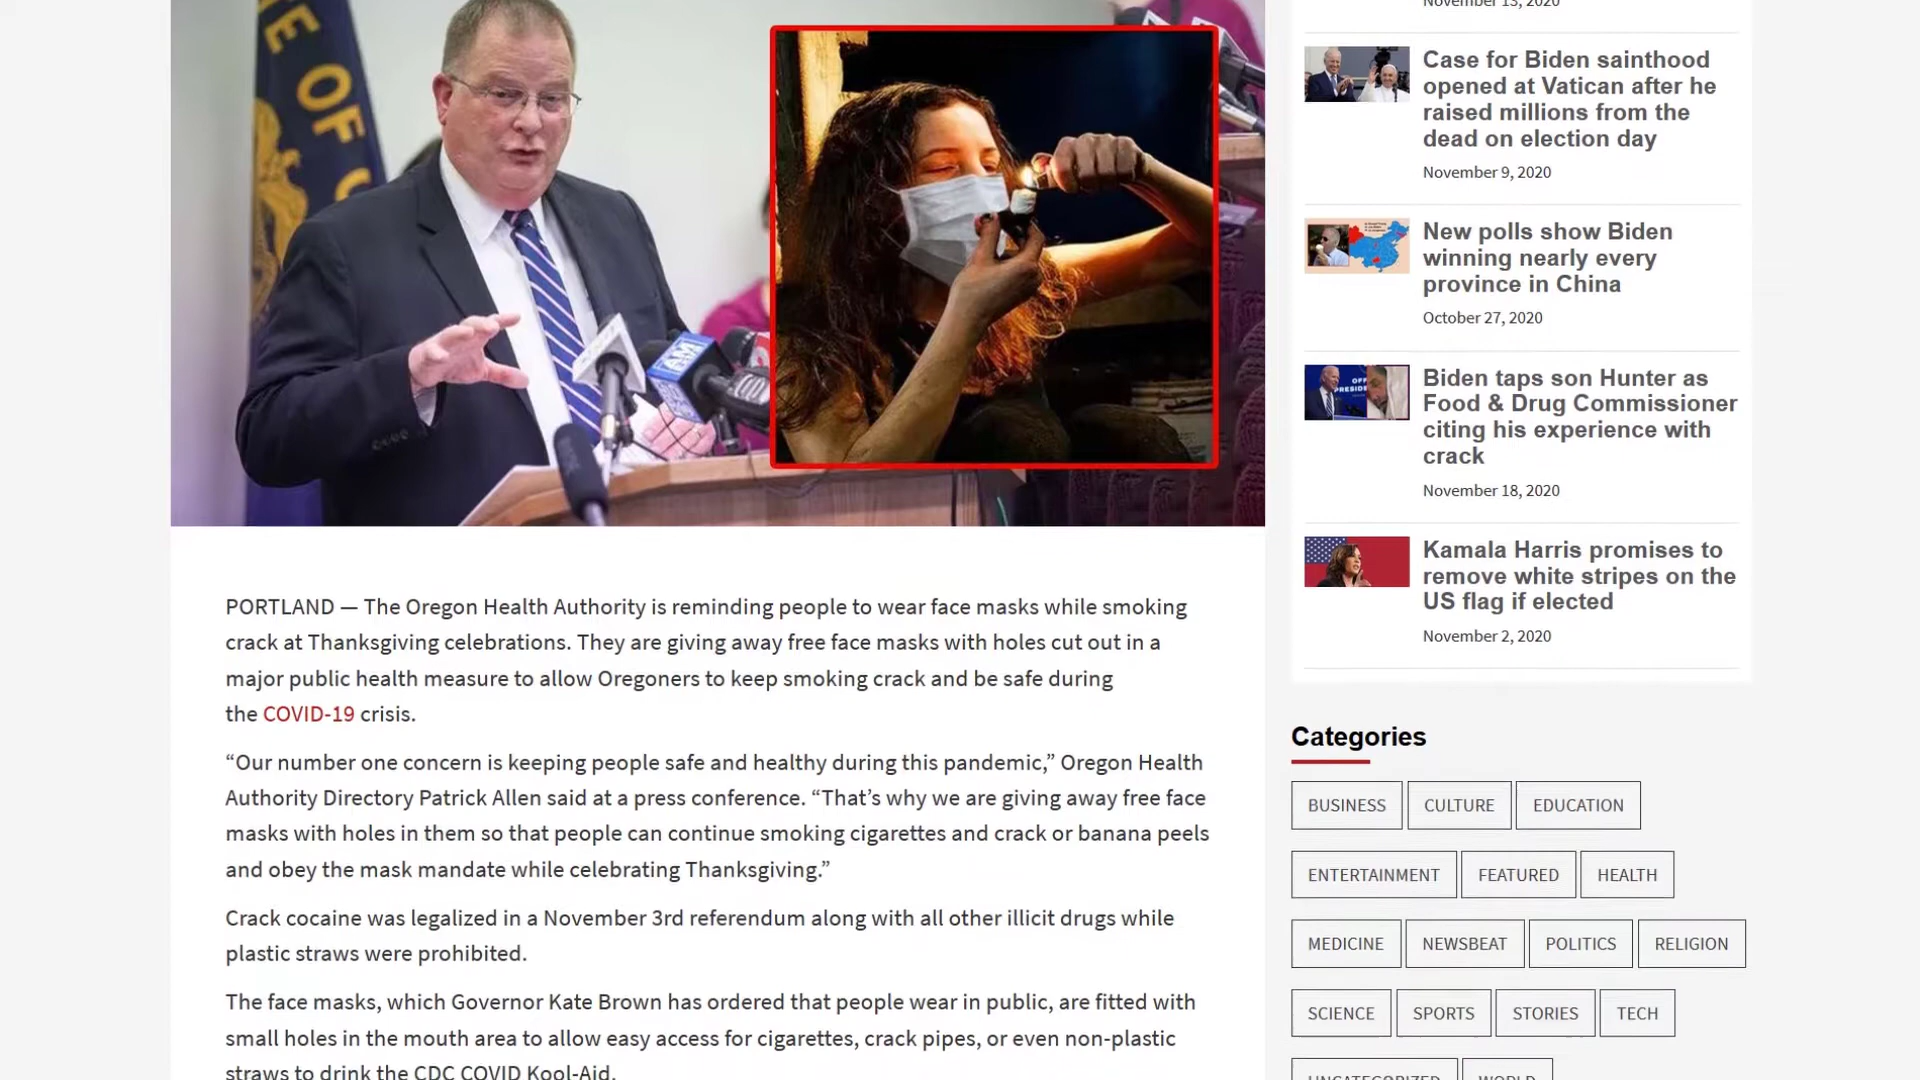 E OF O
AM
PORTLAND — The Oregon Health Authority is reminding people to wear face masks while smoking
crack at Thanksgiving celebrations. They are giving away free face masks with holes cut out in a
major public health measure to allow Oregoners to keep smoking crack and be safe during
the COVID-19 crisis.
“Our number one concern is keeping people safe and healthy during this pandemic,” Oregon Health
Authority Directory Patrick Allen said at a press conference. “That’s why we are giving away free face
masks with holes in them so that people can continue smoking cigarettes and crack or banana peels
and obey the mask mandate while celebrating Thanksgiving.”
Crack cocaine was legalized in a November 3rd referendum along with all other illicit drugs while
plastic straws were prohibited.
The face masks, which Governor Kate Brown has ordered that people wear in public, are fitted with
small holes in the mouth area to allow easy access for cigarettes, crack pipes, or even non-plastic
straws to drink the CDC COVID Kool-Aid.
November 13, 2020
Case for Biden sainthood
opened at Vatican after he
raised millions from the
dead on election day
November 9, 2020
New polls show Biden
winning nearly every
province in China
October 27, 2020
Biden taps son Hunter as
Food & Drug Commissioner
citing his experience with
crack
November 18, 2020
Kamala Harris promises to
remove white stripes on the
US flag if elected
November 2, 2020
Categories
BUSINESS CULTURE EDUCATION
ENTERTAINMENT FEATURED HEALTH
MEDICINE NEWSBEAT POLITICS RELIGION
SCIENCE SPORTS STORIES TECH
UNCATEGORIZED WORLD